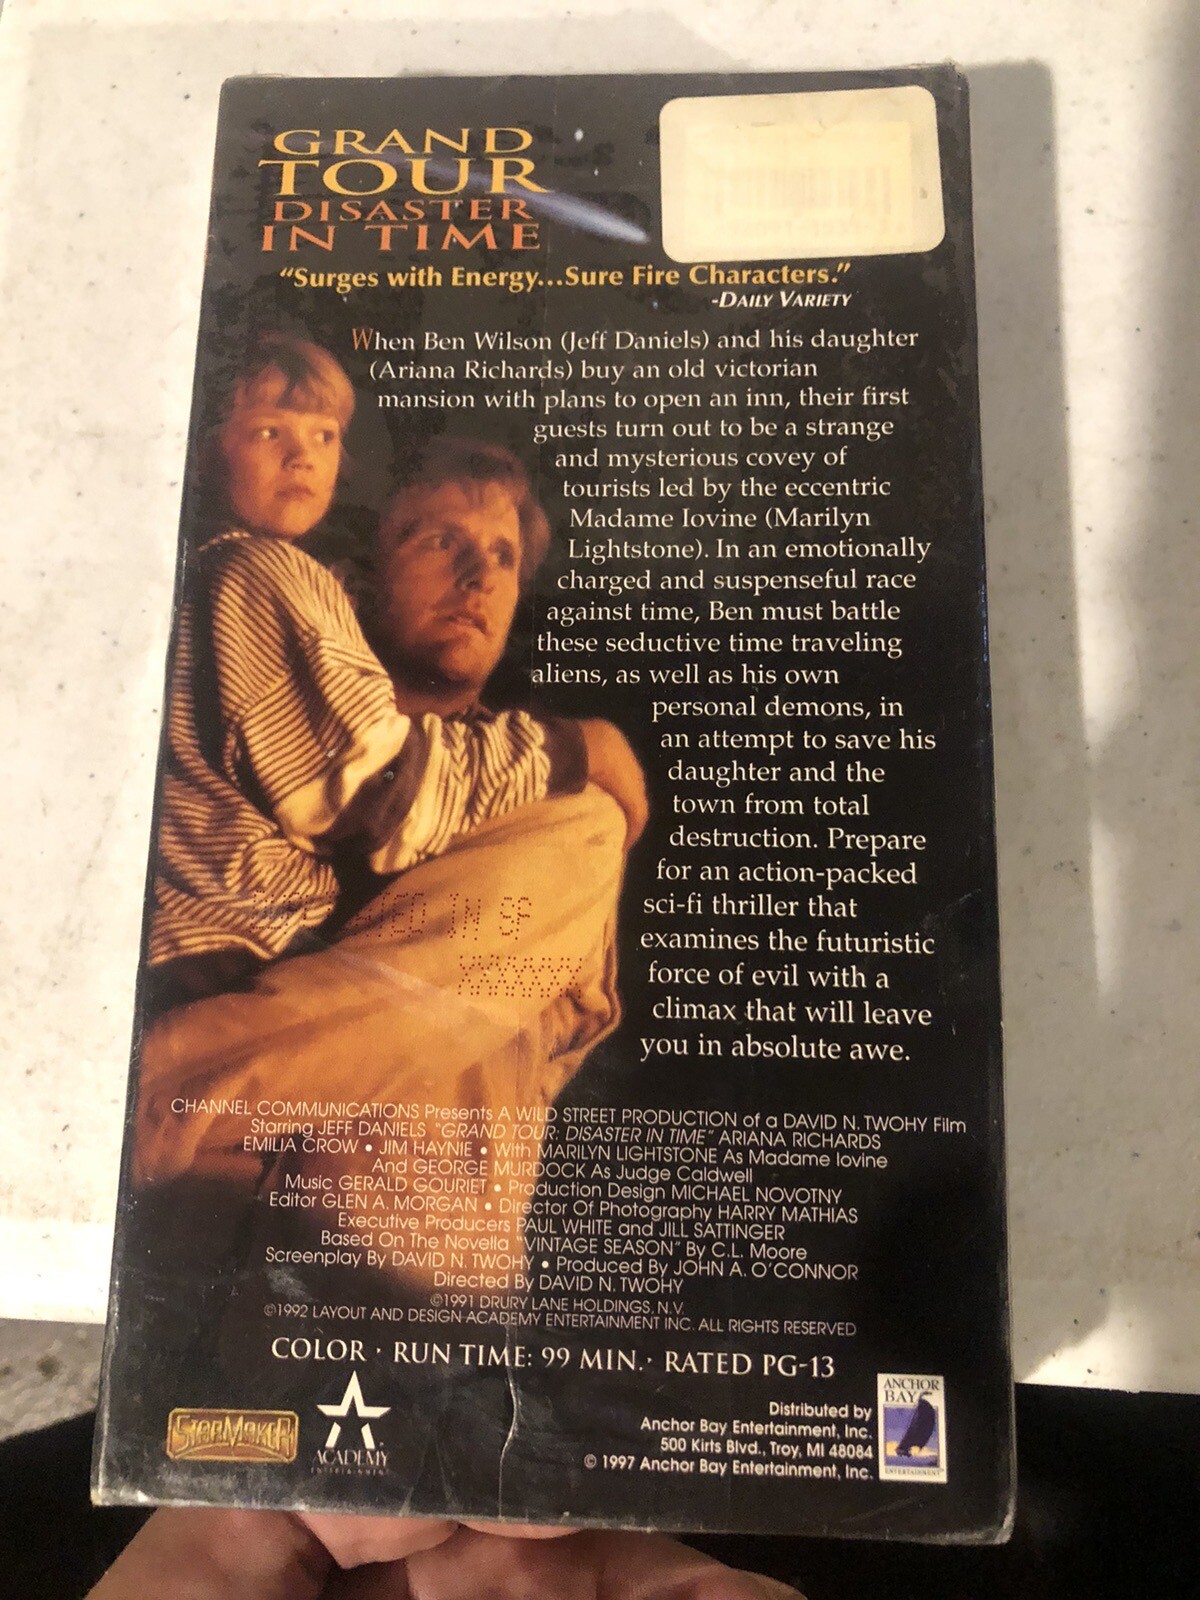 GRAND
TOUR
DISASTER
IN TIME
“Surges with Energy...Sure Fire Characters.”
-DAILY VARIETY
When Ben Wilson (Jeff Daniels) and his daughter
(Ariana Richards) buy an old victorian
mansion with plans to open an inn, their first
guests turn out to be a strange
and mysterious covey of
tourists led by the eccentric
Madame Iovine (Marilyn
Lightstone). In an emotionally
charged and suspenseful race
against time, Ben must battle
these seductive time traveling
aliens, as well as his own
personal demons, in
an attempt to save his
daughter and the
town from total
destruction. Prepare
for an action-packed
sci-fi thriller that
examines the futuristic
force of evil with a
climax that will leave
you in absolute awe.
IN SP
CHANNEL COMMUNICATIONS Presents A WILD STREET PRODUCTION of a DAVID N. TWOHY Film
Starring JEFF DANIELS "GRAND TOUR: DISASTER IN TIME" ARIANA RICHARDS
EMILIA CROW • JIM HAYNIE • With MARILYN LIGHTSTONE As Madame Iovine
And GEORGE MURDOCK As Judge Caldwell
Music GERALD GOURIET • Production Design MICHAEL NOVOTNY
Editor GLEN A. MORGAN • Director Of Photography HARRY MATHIAS
Executive Producers PAUL WHITE and JILL SATTINGER
Based On The Novella "VINTAGE SEASON" By C.L. Moore
Screenplay By DAVID N. TWOHY • Produced By JOHN A. O'CONNOR
Directed By DAVID N. TWOHY
©1991 DRURY LANE HOLDINGS, N.V.
©1992 LAYOUT AND DESIGN-ACADEMY ENTERTAINMENT INC. ALL RIGHTS RESERVED
COLOR · RUN TIME: 99 MIN. · RATED PG-13
STARMAKER
ACADEMY
ENTERTAINMENT
Distributed by
Anchor Bay Entertainment, Inc.
500 Kirts Blvd., Troy, MI 48084
© 1997 Anchor Bay Entertainment, Inc.
ANCHOR
BAY
ENTERTAINMENT